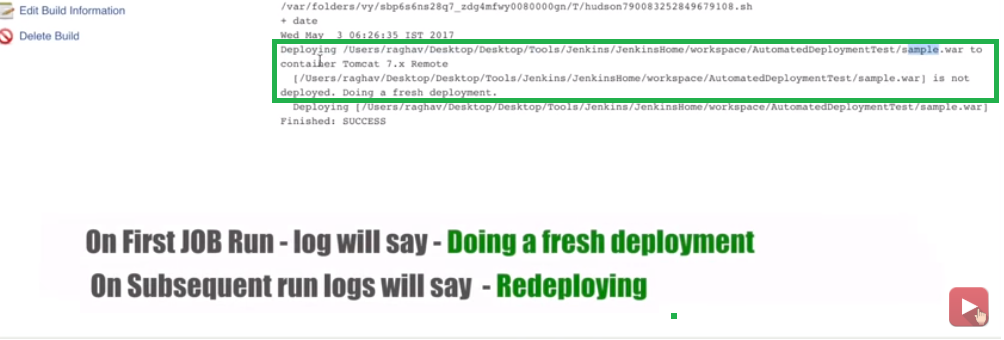 Edit Build Information
Delete Build
/var/folders/vy/sbp6s6ns28q7_zdg4mfwy0080000gn/T/hudson790083252849679108.sh
+ date
Wed May  3 06:26:35 IST 2017
Deploying /Users/raghav/Desktop/Desktop/Tools/Jenkins/JenkinsHome/workspace/AutomatedDeploymentTest/sample.war to
container Tomcat 7.x Remote
[/Users/raghav/Desktop/Desktop/Tools/Jenkins/JenkinsHome/workspace/AutomatedDeploymentTest/sample.war] is not
deployed. Doing a fresh deployment.
Deploying [/Users/raghav/Desktop/Desktop/Tools/Jenkins/JenkinsHome/workspace/AutomatedDeploymentTest/sample.war]
Finished: SUCCESS
On First JOB Run - log will say - Doing a fresh deployment
On Subsequent run logs will say - Redeploying